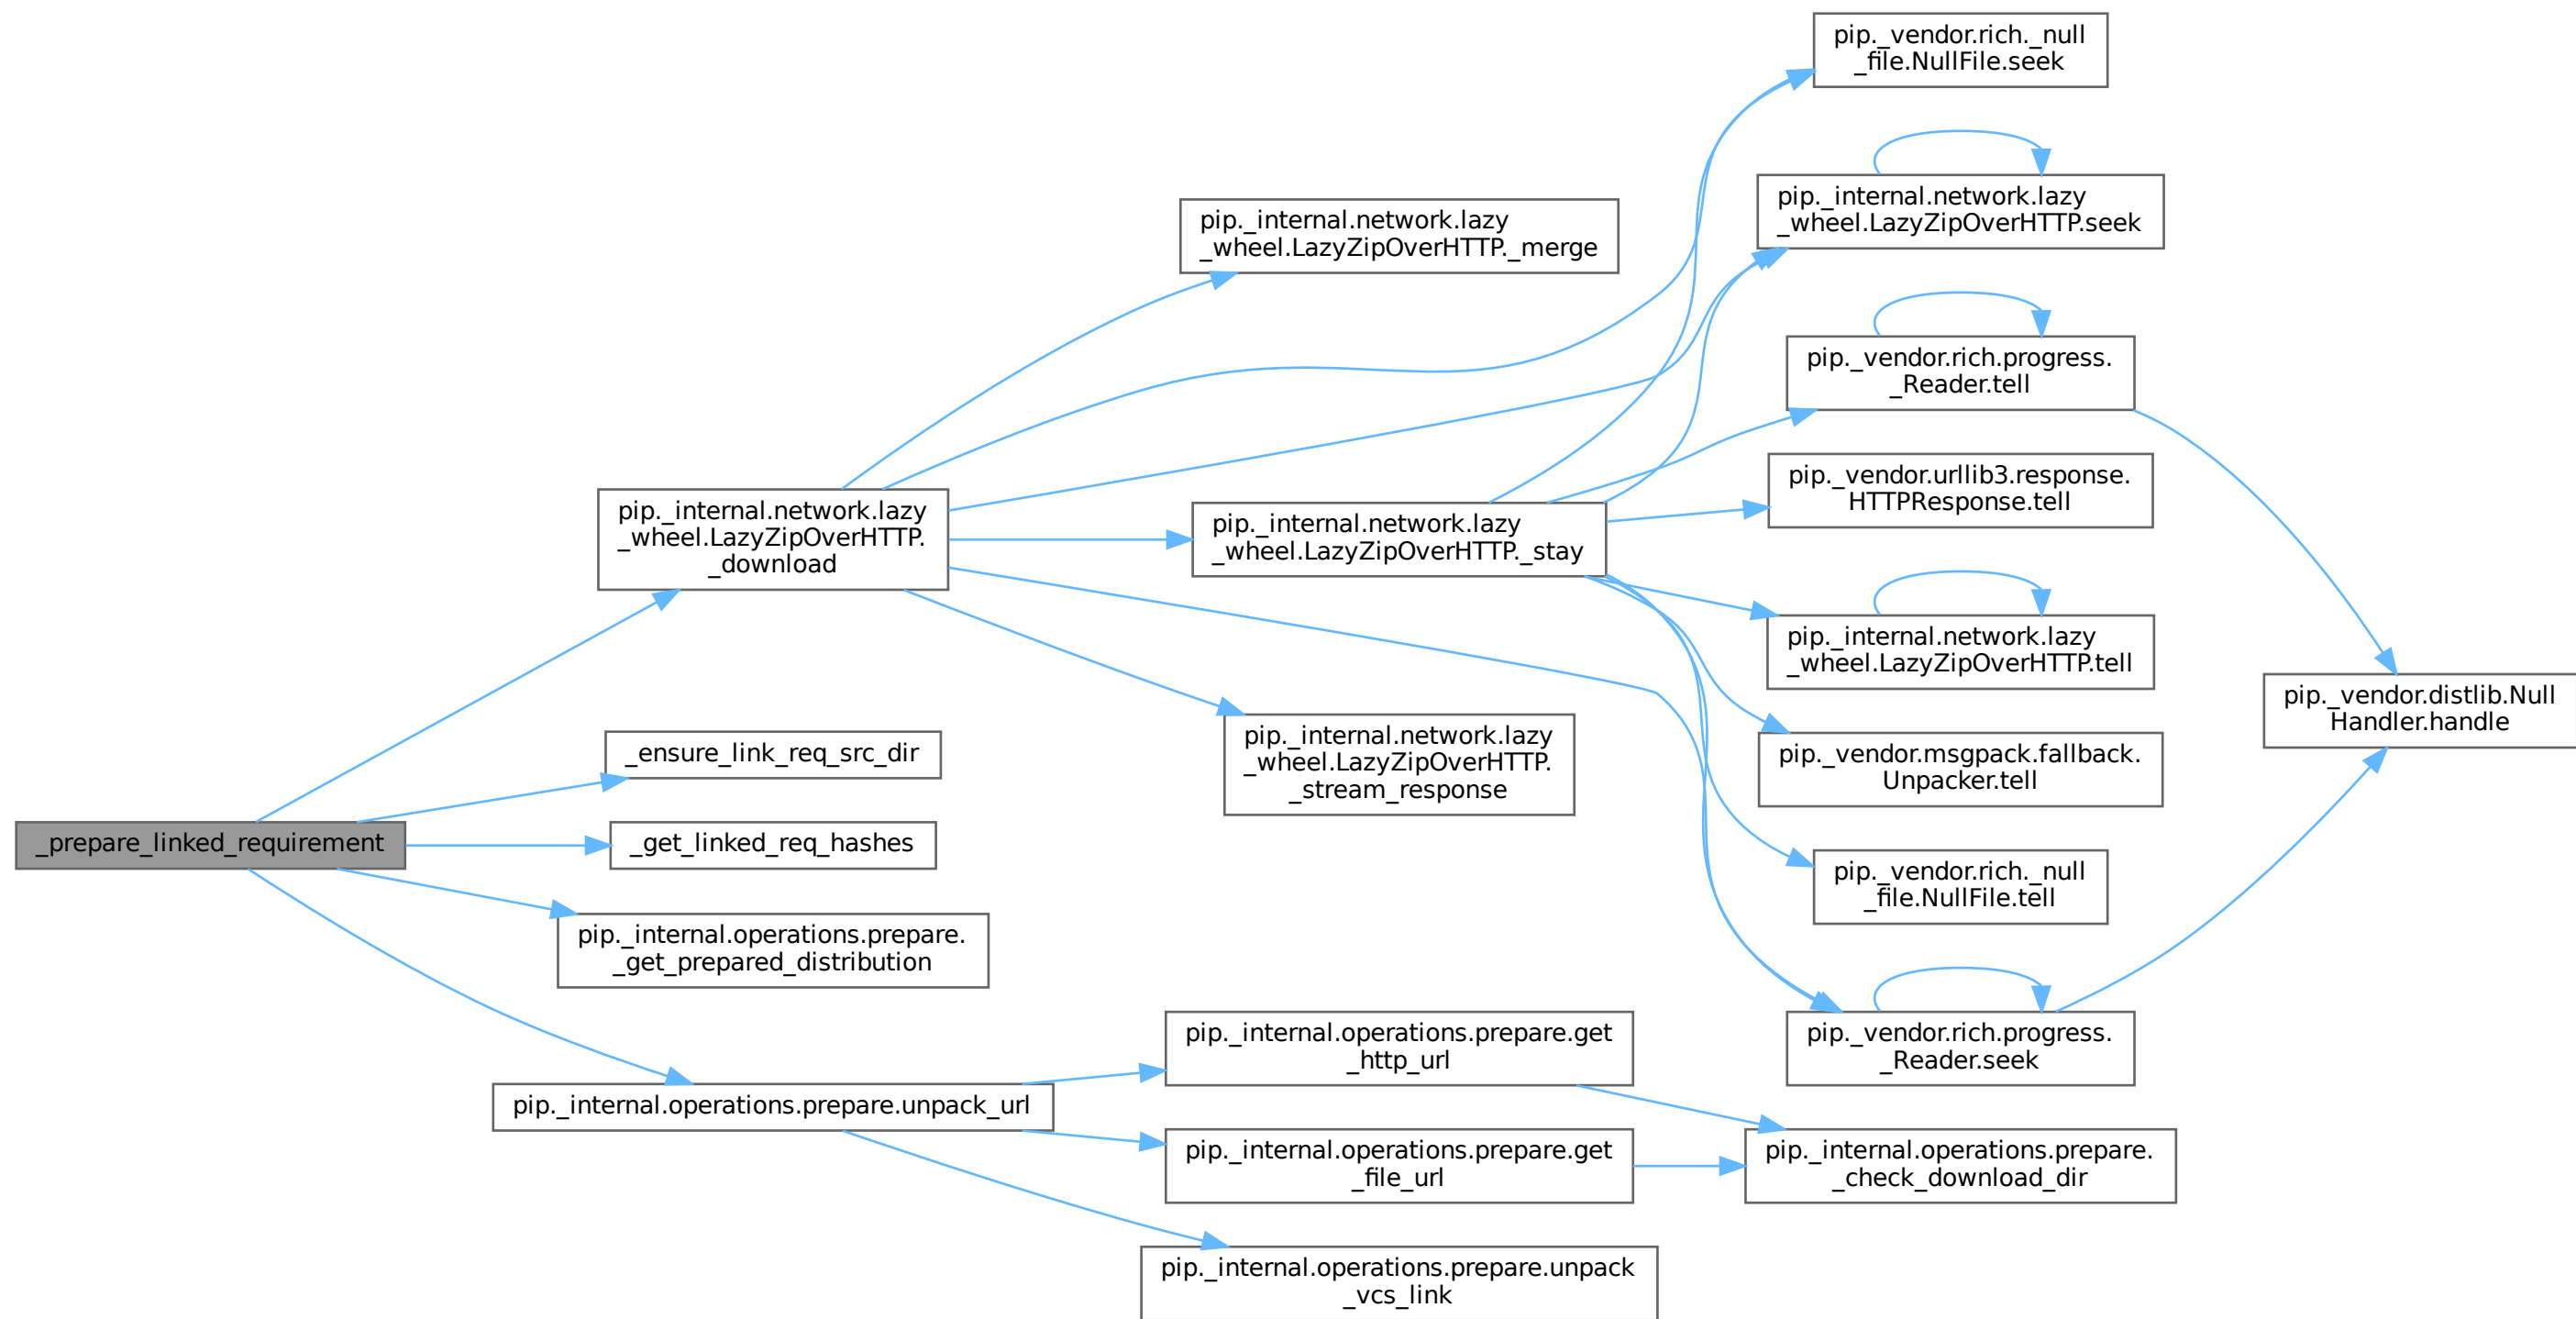 _prepare_linked_requirement
pip._internal.network.lazy
_wheel.LazyZipOverHTTP.
_download
_ensure_link_req_src_dir
_get_linked_req_hashes
pip._internal.operations.prepare.
_get_prepared_distribution
pip._internal.operations.prepare.unpack_url
pip._internal.network.lazy
_wheel.LazyZipOverHTTP._merge
pip._internal.network.lazy
_wheel.LazyZipOverHTTP._stay
pip._internal.network.lazy
_wheel.LazyZipOverHTTP.
_stream_response
pip._internal.operations.prepare.get
_http_url
pip._internal.operations.prepare.get
_file_url
pip._internal.operations.prepare.unpack
_vcs_link
pip._vendor.rich._null
_file.NullFile.seek
pip._internal.network.lazy
_wheel.LazyZipOverHTTP.seek
pip._vendor.rich.progress.
_Reader.tell
pip._vendor.urllib3.response.
HTTPResponse.tell
pip._internal.network.lazy
_wheel.LazyZipOverHTTP.tell
pip._vendor.msgpack.fallback.
Unpacker.tell
pip._vendor.rich._null
_file.NullFile.tell
pip._vendor.rich.progress.
_Reader.seek
pip._internal.operations.prepare.
_check_download_dir
pip._vendor.distlib.Null
Handler.handle